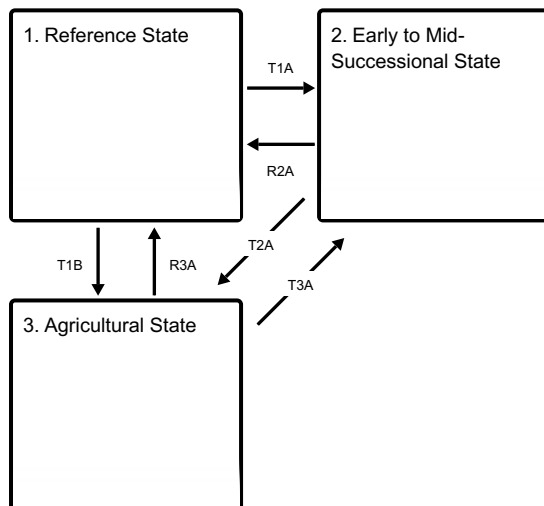 1. Reference State
2. Early to Mid-
Successional State
T1A
R2A
T1B
R3A
T2A
T3A
3. Agricultural State